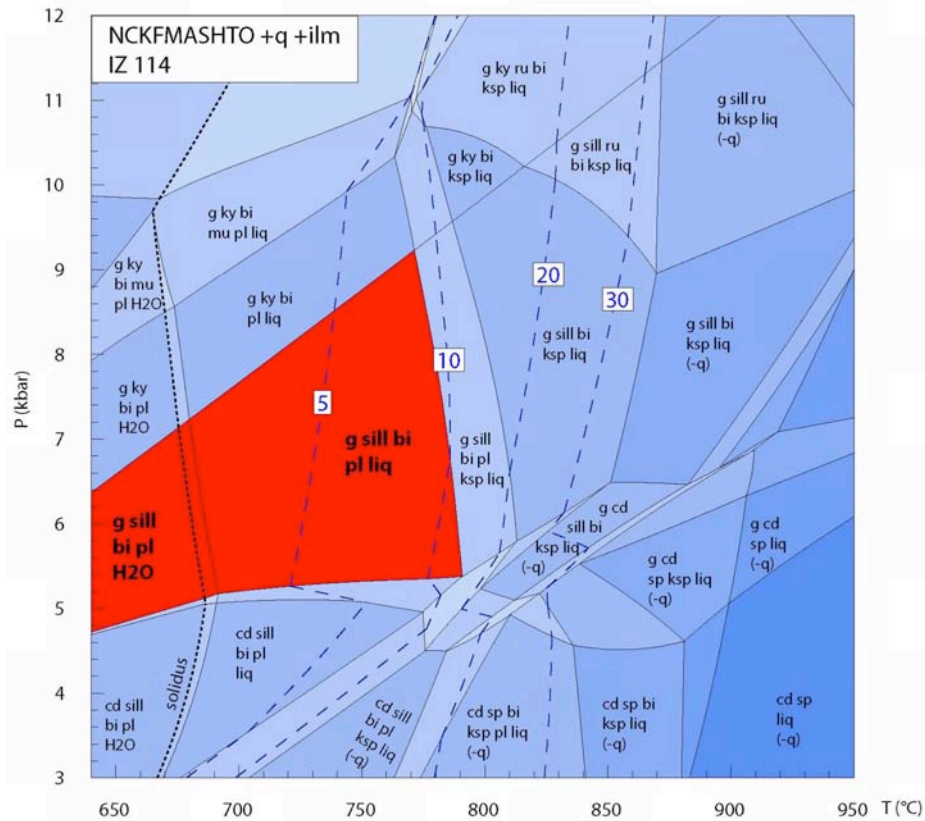 NCKFMASHTO +q +ilm
IZ 114
12
11
10
9
8
7
6
5
4
3
P (kbar)
650
700
750
800
850
900
950
T (°C)
g ky ru bi
ksp liq
g sill ru
bi ksp liq
(-q)
g sill ru
bi ksp liq
g ky bi
ksp liq
g ky bi
mu pl liq
g ky
bi mu
pl H2O
g ky bi
pl liq
20
30
g sill bi
ksp liq
g sill bi
ksp liq
(-q)
10
5
g ky
bi pl
H2O
g sill bi
pl liq
g sill
bi pl
ksp liq
g sill
bi pl
H2O
g cd
sill bi
ksp liq
(-q)
g cd
sp liq
(-q)
g cd
sp ksp liq
(-q)
cd sill
bi pl
liq
solidus
cd sill
bi pl
H2O
cd sill
bi pl
ksp liq
(-q)
cd sp bi
ksp pl liq
(-q)
cd sp bi
ksp liq
(-q)
cd sp
liq
(-q)